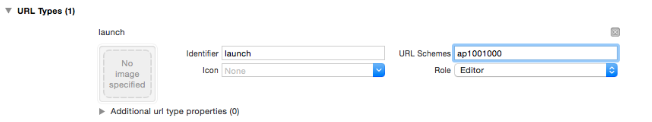 URL Types (1)
launch
No
image
specified
Identifier launch
URL Schemes ap1001000
Icon None
Role Editor
Additional url type properties (0)